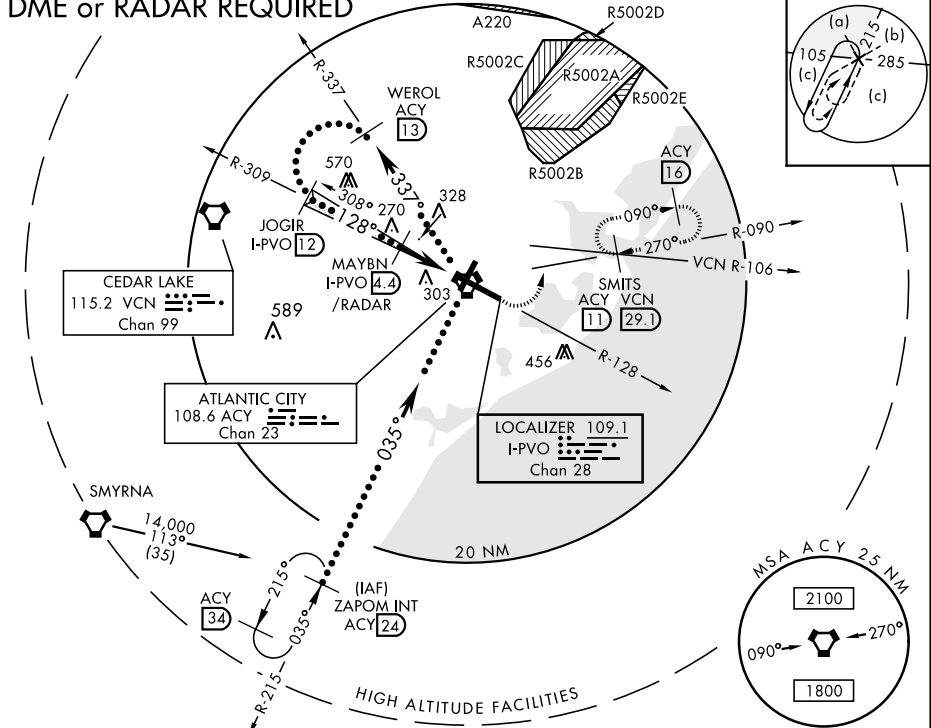 DME or RADAR REQUIRED
A220
R5002D
R5002C
R5002A
R5002E
R5002B
(a)
215
(b)
105
285
(c)
(c)
R-337
WEROL
ACY
13
R-309
570
308°
128°
270
337°
328
JOGIR
I-PVO 12
MAYBN
I-PVO 4.4
/RADAR
303
ACY
16
090°
270°
R-090
VCN R-106
SMITS
ACY VCN
11 29.1
CEDAR LAKE
115.2 VCN
Chan 99
589
456
R-128
ATLANTIC CITY
108.6 ACY
Chan 23
LOCALIZER 109.1
I-PVO
Chan 28
035°
SMYRNA
14,000
113°
(35)
20 NM
215°
(IAF)
ZAPOM INT
ACY 24
ACY
34
035°
R-215
HIGH ALTITUDE FACILITIES
MSA ACY 25 NM
2100
090°
270°
1800